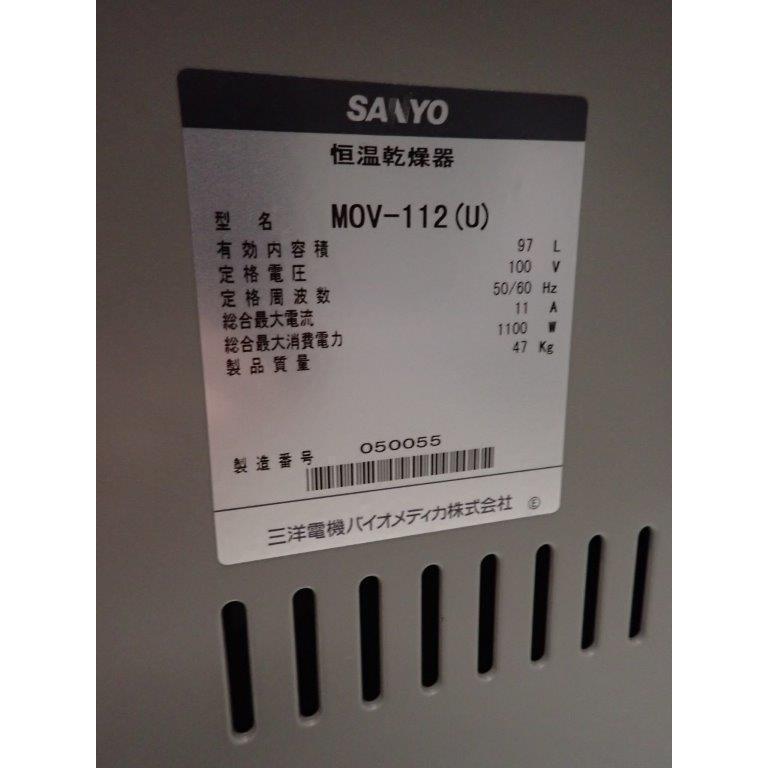 SANYO
恒温乾燥器
型名 MOV-112(U)
有効内容積 97 L
定格電圧 100 V
定格周波数 50/60 Hz
総合最大電流 11 A
総合最大消費電力 1100 W
製品質量 47 Kg
製造番号 050055
三洋電機バイオメディカ株式会社 Ⓔ